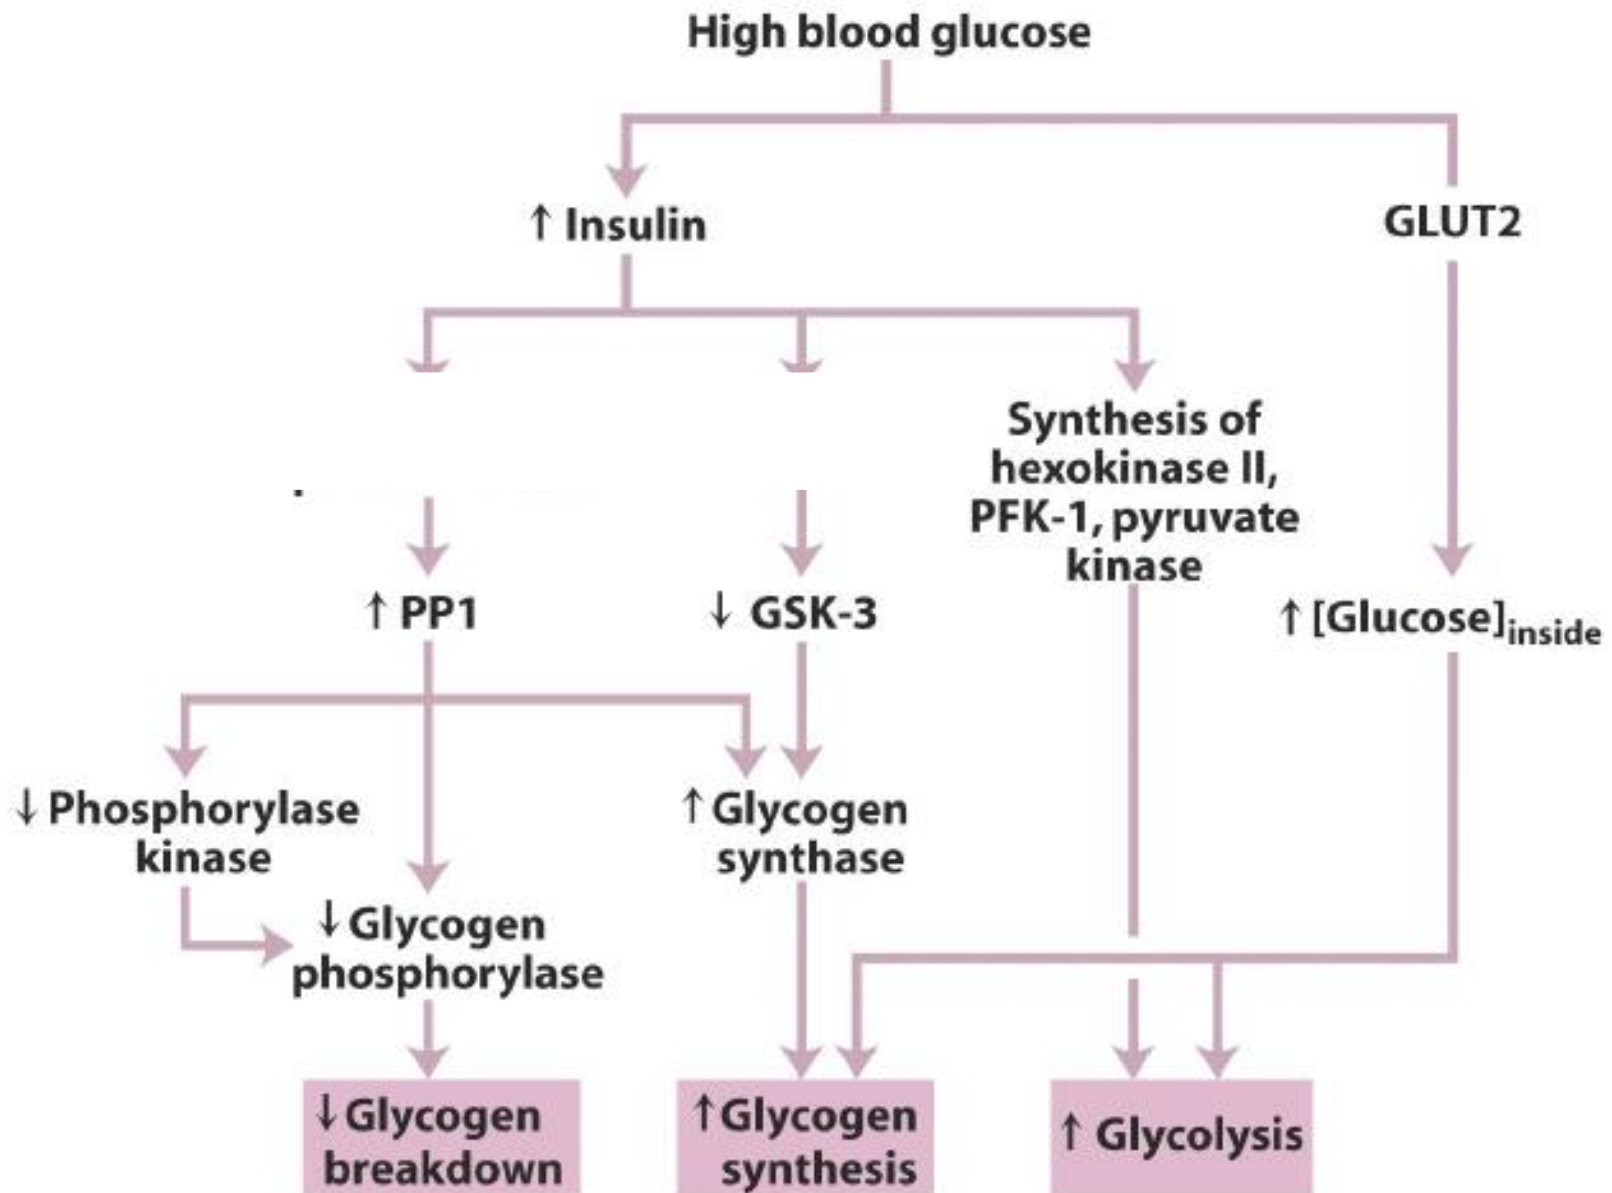 High blood glucose
↑ Insulin
GLUT2
Synthesis of
hexokinase II,
PFK-1, pyruvate
kinase
↑ PP1
↓ GSK-3
↑ [Glucose]inside
↓ Phosphorylase
kinase
↑ Glycogen
synthase
↓ Glycogen
phosphorylase
↓ Glycogen
breakdown
↑ Glycogen
synthesis
↑ Glycolysis